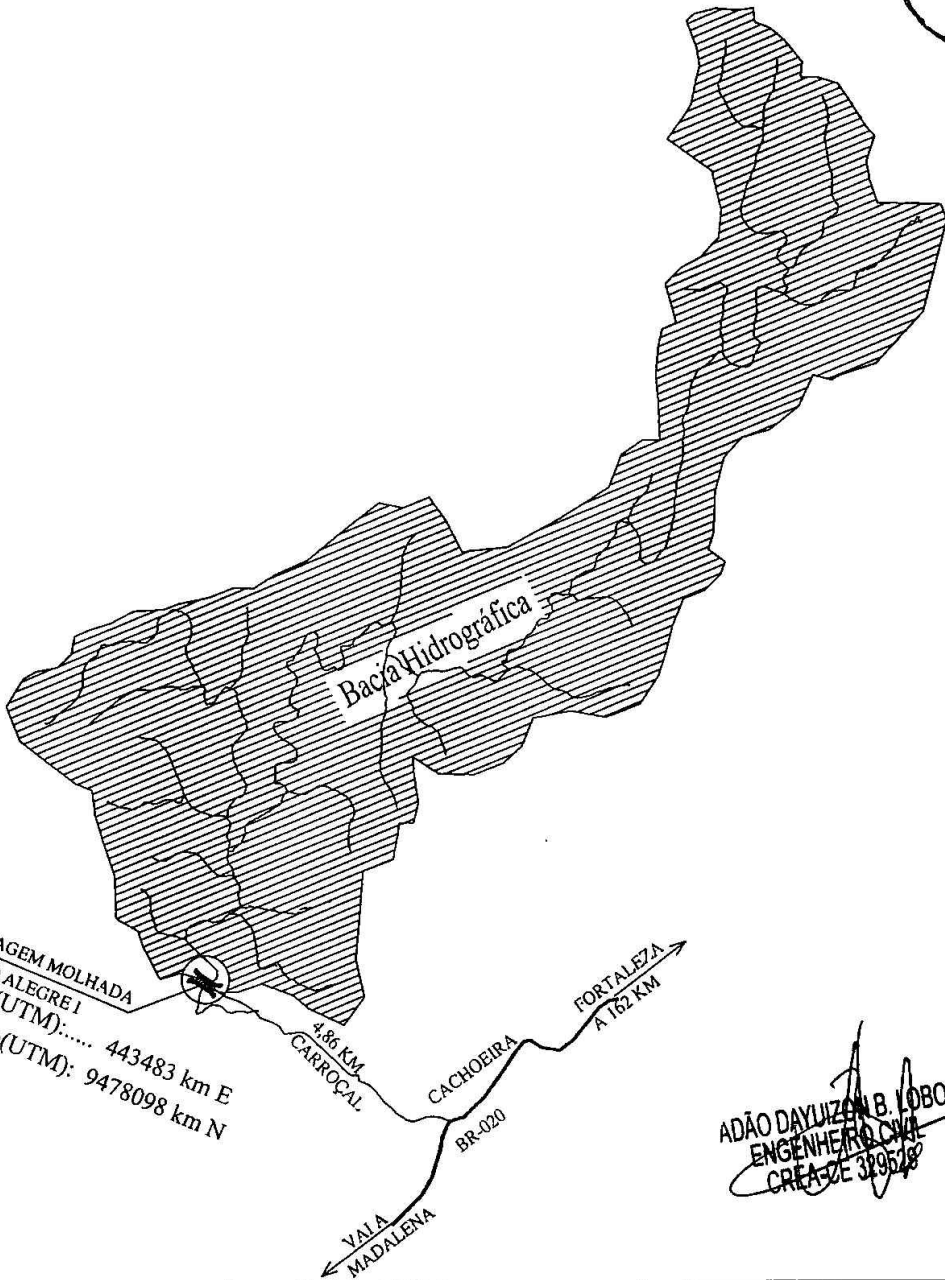 Bacia Hidrográfica
AGEM MOLHADA
ALEGRE I
(UTM):..... 443483 km E
(UTM): 9478098 km N
4,86 KM
CARROÇAL
CACHOEIRA
BR-020
FORTALEZA
A 162 KM
VAI A
MADALENA
ADÃO DAYUIZON B. LOBO
ENGENHEIRO CIVIL
CREA-CE 329528